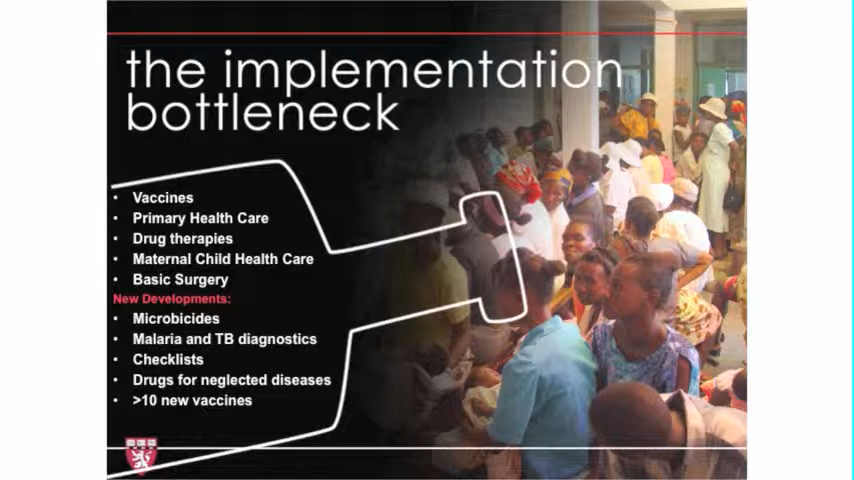 the implementation
bottleneck
• Vaccines
• Primary Health Care
• Drug therapies
• Maternal Child Health Care
• Basic Surgery
New Developments:
• Microbicides
• Malaria and TB diagnostics
• Checklists
• Drugs for neglected diseases
• >10 new vaccines